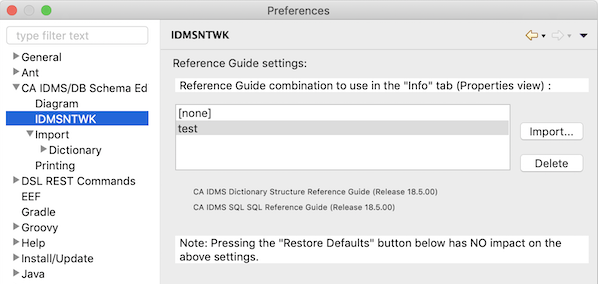 Preferences
type filter text
General
Ant
CA IDMS/DB Schema Ed
Diagram
IDMSNTWK
Import
Dictionary
Printing
DSL REST Commands
EEF
Gradle
Groovy
Help
Install/Update
Java
IDMSNTWK
Reference Guide settings:
Reference Guide combination to use in the "Info" tab (Properties view) :
[none]
test
Import...
Delete
CA IDMS Dictionary Structure Reference Guide (Release 18.5.00)
CA IDMS SQL SQL Reference Guide (Release 18.5.00)
Note: Pressing the "Restore Defaults" button below has NO impact on the
above settings.